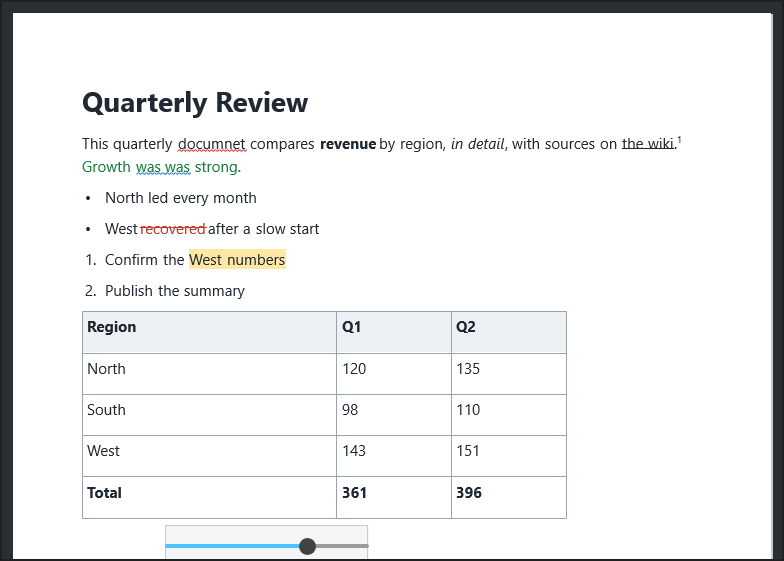 Quarterly Review
This quarterly documnet compares revenue by region, in detail, with sources on the wiki.¹
Growth was was strong.
• North led every month
• West recovered after a slow start
1. Confirm the West numbers
2. Publish the summary
Region Q1 Q2
North 120 135
South 98 110
West 143 151
Total 361 396